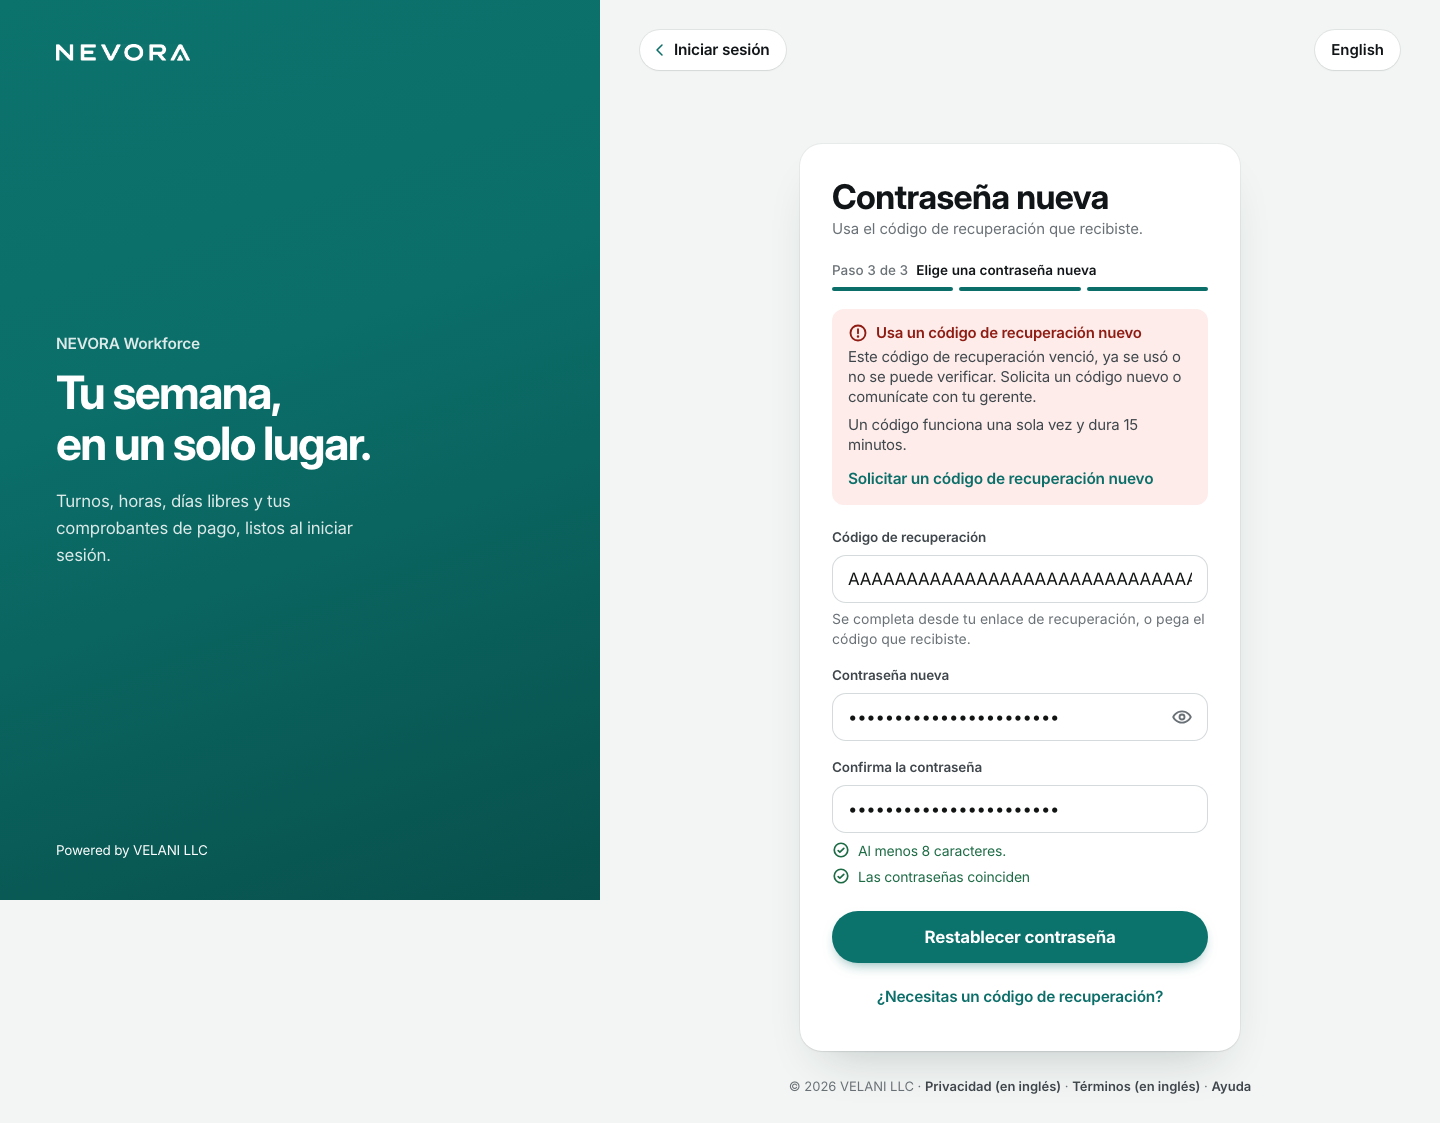 NEVORA
NEVORA Workforce
Tu semana,
en un solo lugar.
Turnos, horas, días libres y tus
comprobantes de pago, listos al iniciar
sesión.
Powered by VELANI LLC
Iniciar sesión
English
Contraseña nueva
Usa el código de recuperación que recibiste.
Paso 3 de 3 Elige una contraseña nueva
Usa un código de recuperación nuevo
Este código de recuperación venció, ya se usó o
no se puede verificar. Solicita un código nuevo o
comunícate con tu gerente.
Un código funciona una sola vez y dura 15
minutos.
Solicitar un código de recuperación nuevo
Código de recuperación
AAAAAAAAAAAAAAAAAAAAAAAAAAAAAA
Se completa desde tu enlace de recuperación, o pega el
código que recibiste.
Contraseña nueva
•••••••••••••••••••••••
Confirma la contraseña
•••••••••••••••••••••••
Al menos 8 caracteres.
Las contraseñas coinciden
Restablecer contraseña
¿Necesitas un código de recuperación?
© 2026 VELANI LLC · Privacidad (en inglés) · Términos (en inglés) · Ayuda